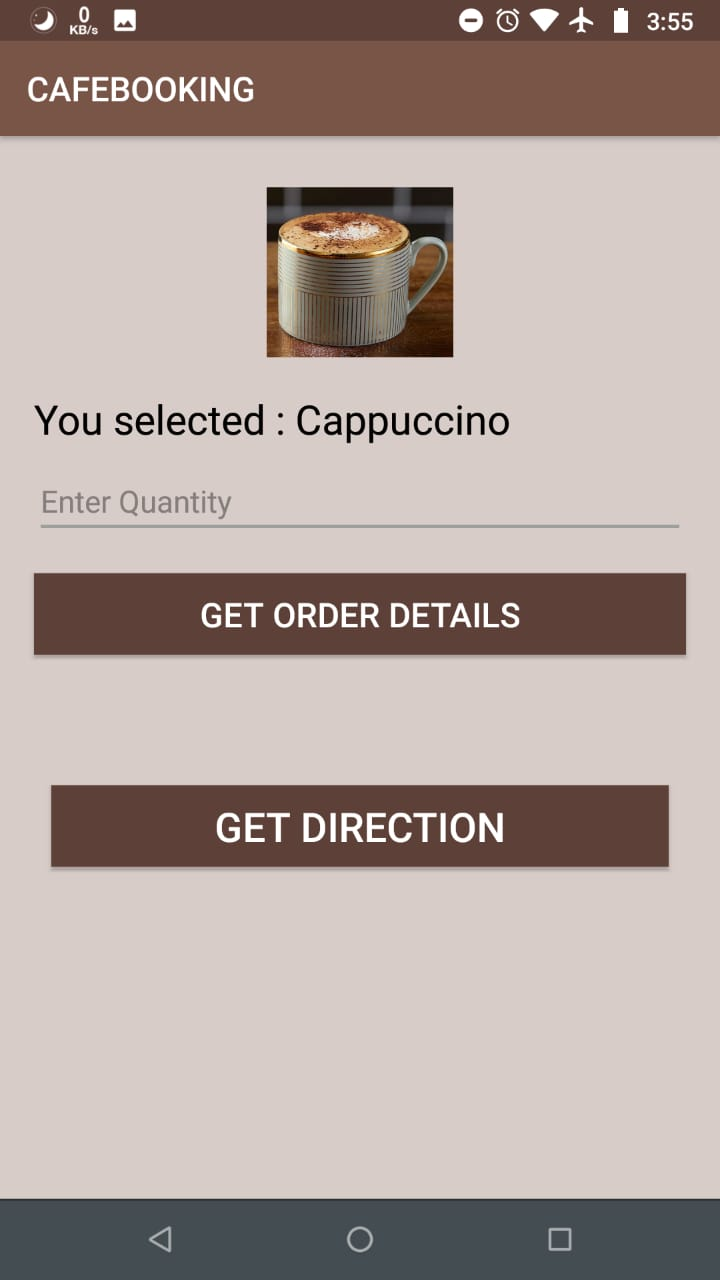 0
KB/s
3:55
CAFEBOOKING
You selected : Cappuccino
Enter Quantity
GET ORDER DETAILS
GET DIRECTION